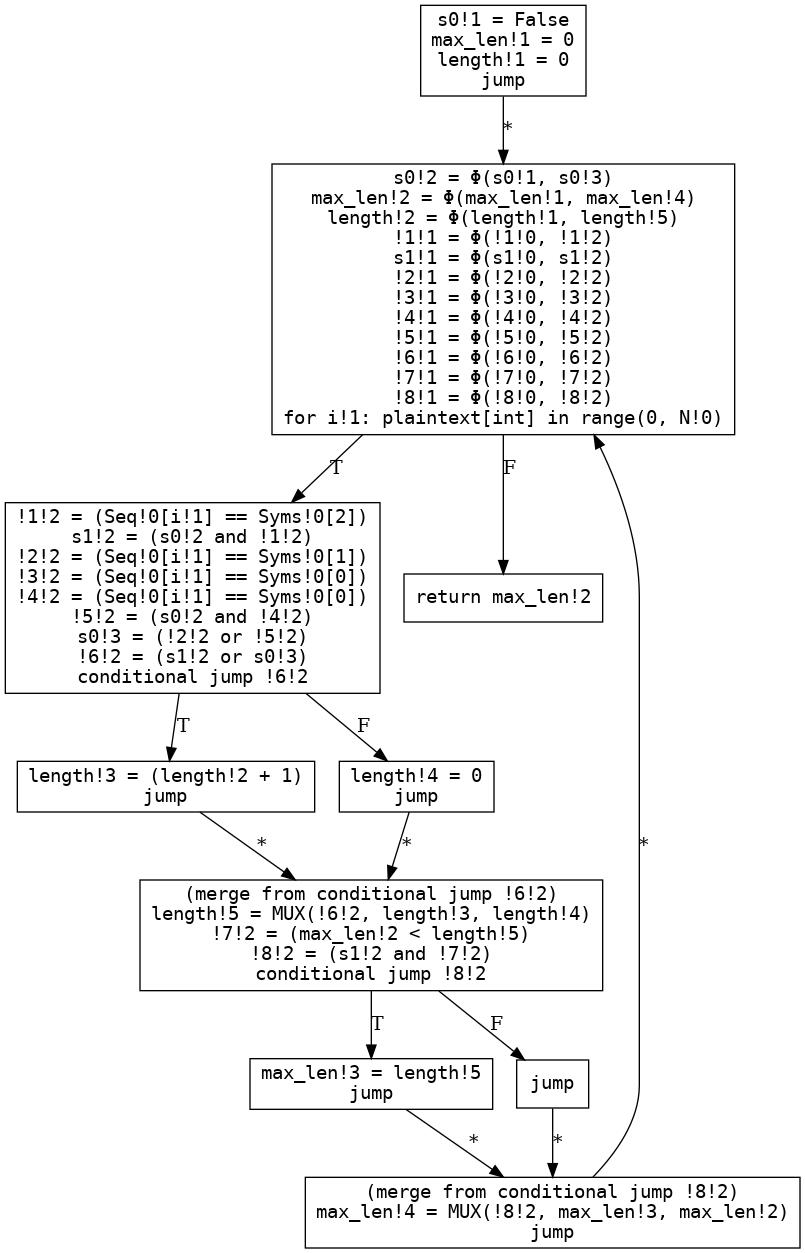 s0!1 = False
max_len!1 = 0
length!1 = 0
jump
*
s0!2 = Φ(s0!1, s0!3)
max_len!2 = Φ(max_len!1, max_len!4)
length!2 = Φ(length!1, length!5)
!1!1 = Φ(!1!0, !1!2)
s1!1 = Φ(s1!0, s1!2)
!2!1 = Φ(!2!0, !2!2)
!3!1 = Φ(!3!0, !3!2)
!4!1 = Φ(!4!0, !4!2)
!5!1 = Φ(!5!0, !5!2)
!6!1 = Φ(!6!0, !6!2)
!7!1 = Φ(!7!0, !7!2)
!8!1 = Φ(!8!0, !8!2)
for i!1: plaintext[int] in range(0, N!0)
T
F
!1!2 = (Seq!0[i!1] == Syms!0[2])
s1!2 = (s0!2 and !1!2)
!2!2 = (Seq!0[i!1] == Syms!0[1])
!3!2 = (Seq!0[i!1] == Syms!0[0])
!4!2 = (Seq!0[i!1] == Syms!0[0])
!5!2 = (s0!2 and !4!2)
s0!3 = (!2!2 or !5!2)
!6!2 = (s1!2 or s0!3)
conditional jump !6!2
return max_len!2
T
F
length!3 = (length!2 + 1)
jump
length!4 = 0
jump
*
*
*
(merge from conditional jump !6!2)
length!5 = MUX(!6!2, length!3, length!4)
!7!2 = (max_len!2 < length!5)
!8!2 = (s1!2 and !7!2)
conditional jump !8!2
T
F
max_len!3 = length!5
jump
jump
*
*
(merge from conditional jump !8!2)
max_len!4 = MUX(!8!2, max_len!3, max_len!2)
jump